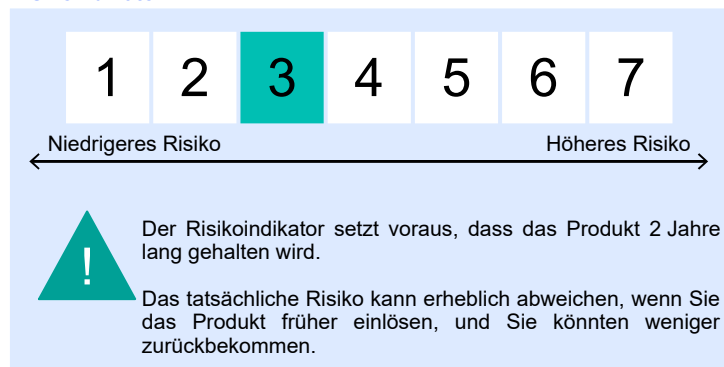 1 2 3 4 5 6 7
Niedrigeres Risiko Höheres Risiko
!
Der Risikoindikator setzt voraus, dass das Produkt 2 Jahre
lang gehalten wird.
Das tatsächliche Risiko kann erheblich abweichen, wenn Sie
das Produkt früher einlösen, und Sie könnten weniger
zurückbekommen.